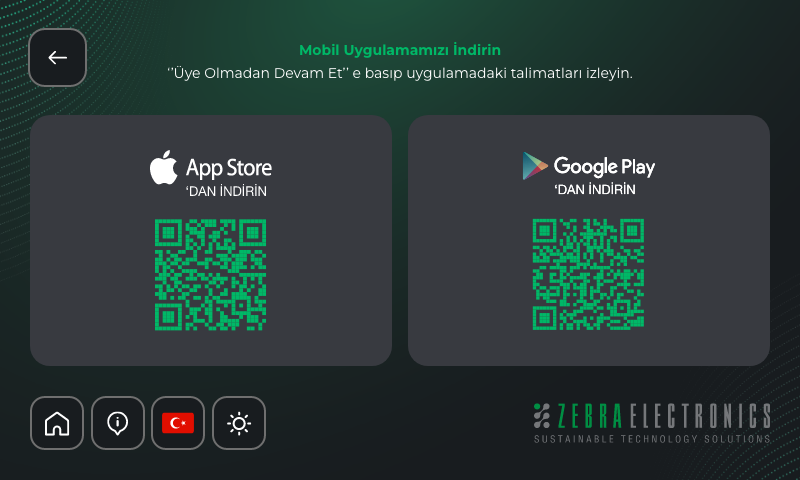 Mobil Uygulamamızı İndirin
‘’Üye Olmadan Devam Et’’ e basıp uygulamadaki talimatları izleyin.
App Store
‘DAN İNDİRİN
Google Play
‘DAN İNDİRİN
ZEBRA ELECTRONICS
SUSTAINABLE TECHNOLOGY SOLUTIONS